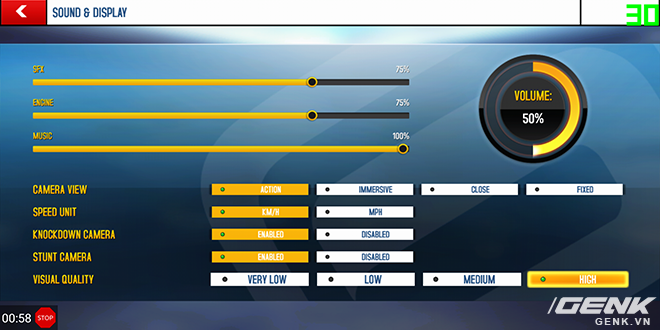 SOUND & DISPLAY
30
SFX 75%
ENGINE 75%
MUSIC 100%
VOLUME:
50%
CAMERA VIEW ACTION IMMERSIVE CLOSE FIXED
SPEED UNIT KM/H MPH
KNOCKDOWN CAMERA ENABLED DISABLED
STUNT CAMERA ENABLED DISABLED
VISUAL QUALITY VERY LOW LOW MEDIUM HIGH
00:58 STOP
GENK
GENK.VN